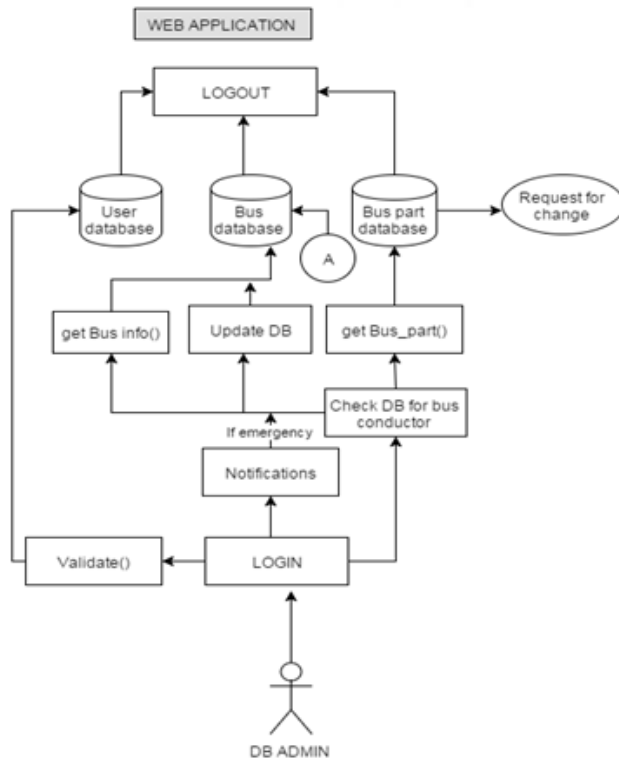 WEB APPLICATION
LOGOUT
User
database
Bus
database
Bus part
database
Request for
change
A
get Bus info()
Update DB
get Bus_part()
Check DB for bus
conductor
If emergency
Notifications
Validate()
LOGIN
DB ADMIN